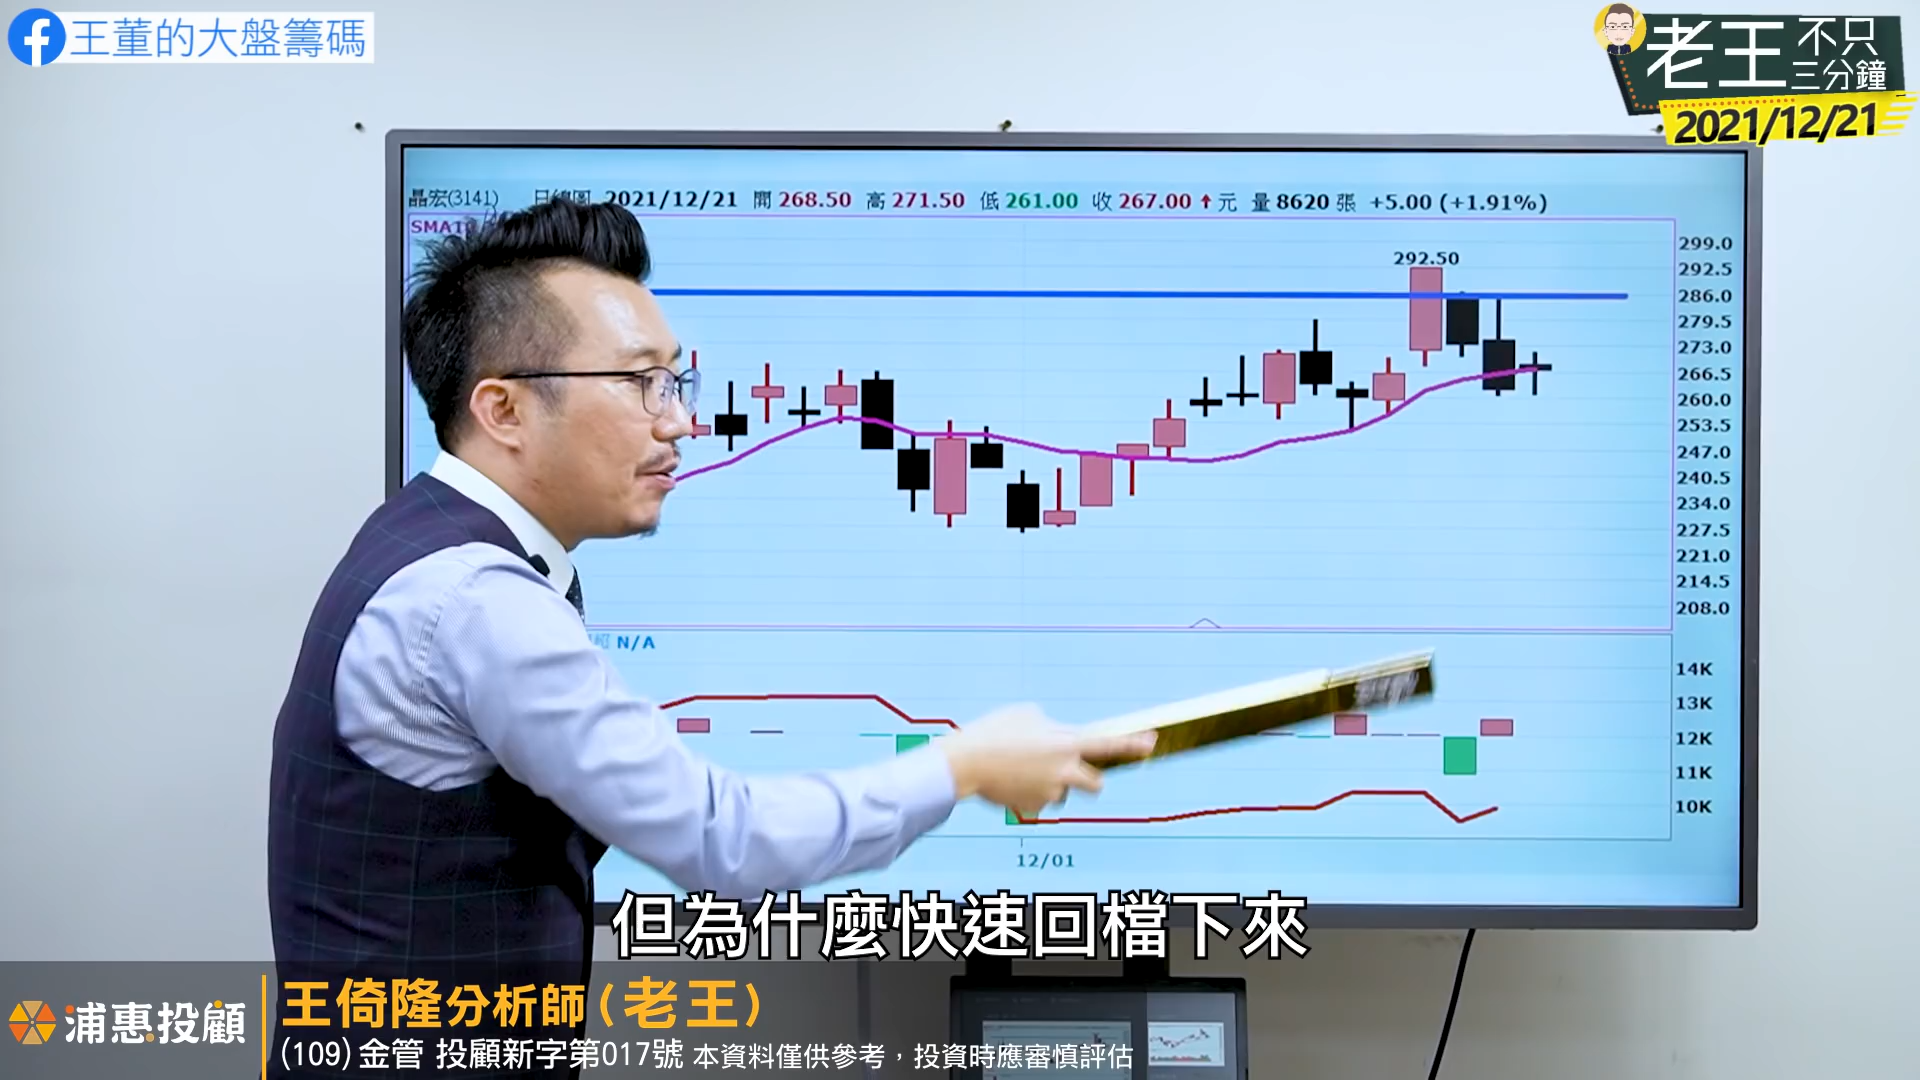 王董的大盤籌碼
老王不只三分鐘
2021/12/21
晶宏(3141) 日線圖 2021/12/21 開 268.50 高 271.50 低 261.00 收 267.00 ↑ 元 量 8620 張 +5.00 (+1.91%)
SMA10
292.50
299.0
292.5
286.0
279.5
273.0
266.5
260.0
253.5
247.0
240.5
234.0
227.5
221.0
214.5
208.0
N/A
14K
13K
12K
11K
10K
12/01
但為什麼快速回檔下來
浦惠投顧
王倚隆分析師(老王)
(109) 金管 投顧新字第017號 本資料僅供參考，投資時應審慎評估